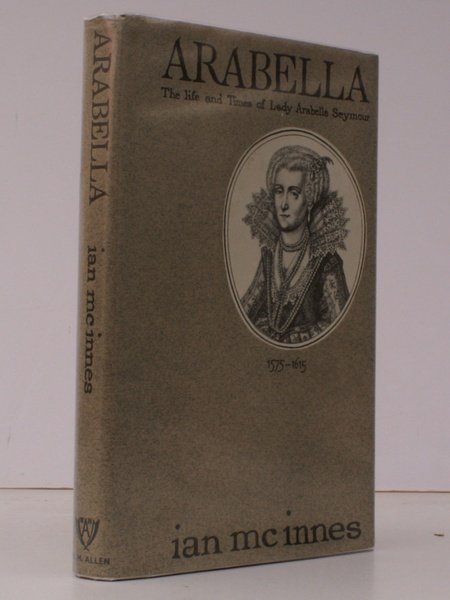 ARABELLA
The life and Times of Lady Arabella Seymour
1575-1615
ian mc innes
ARABELLA
ian mc innes
W.H. ALLEN